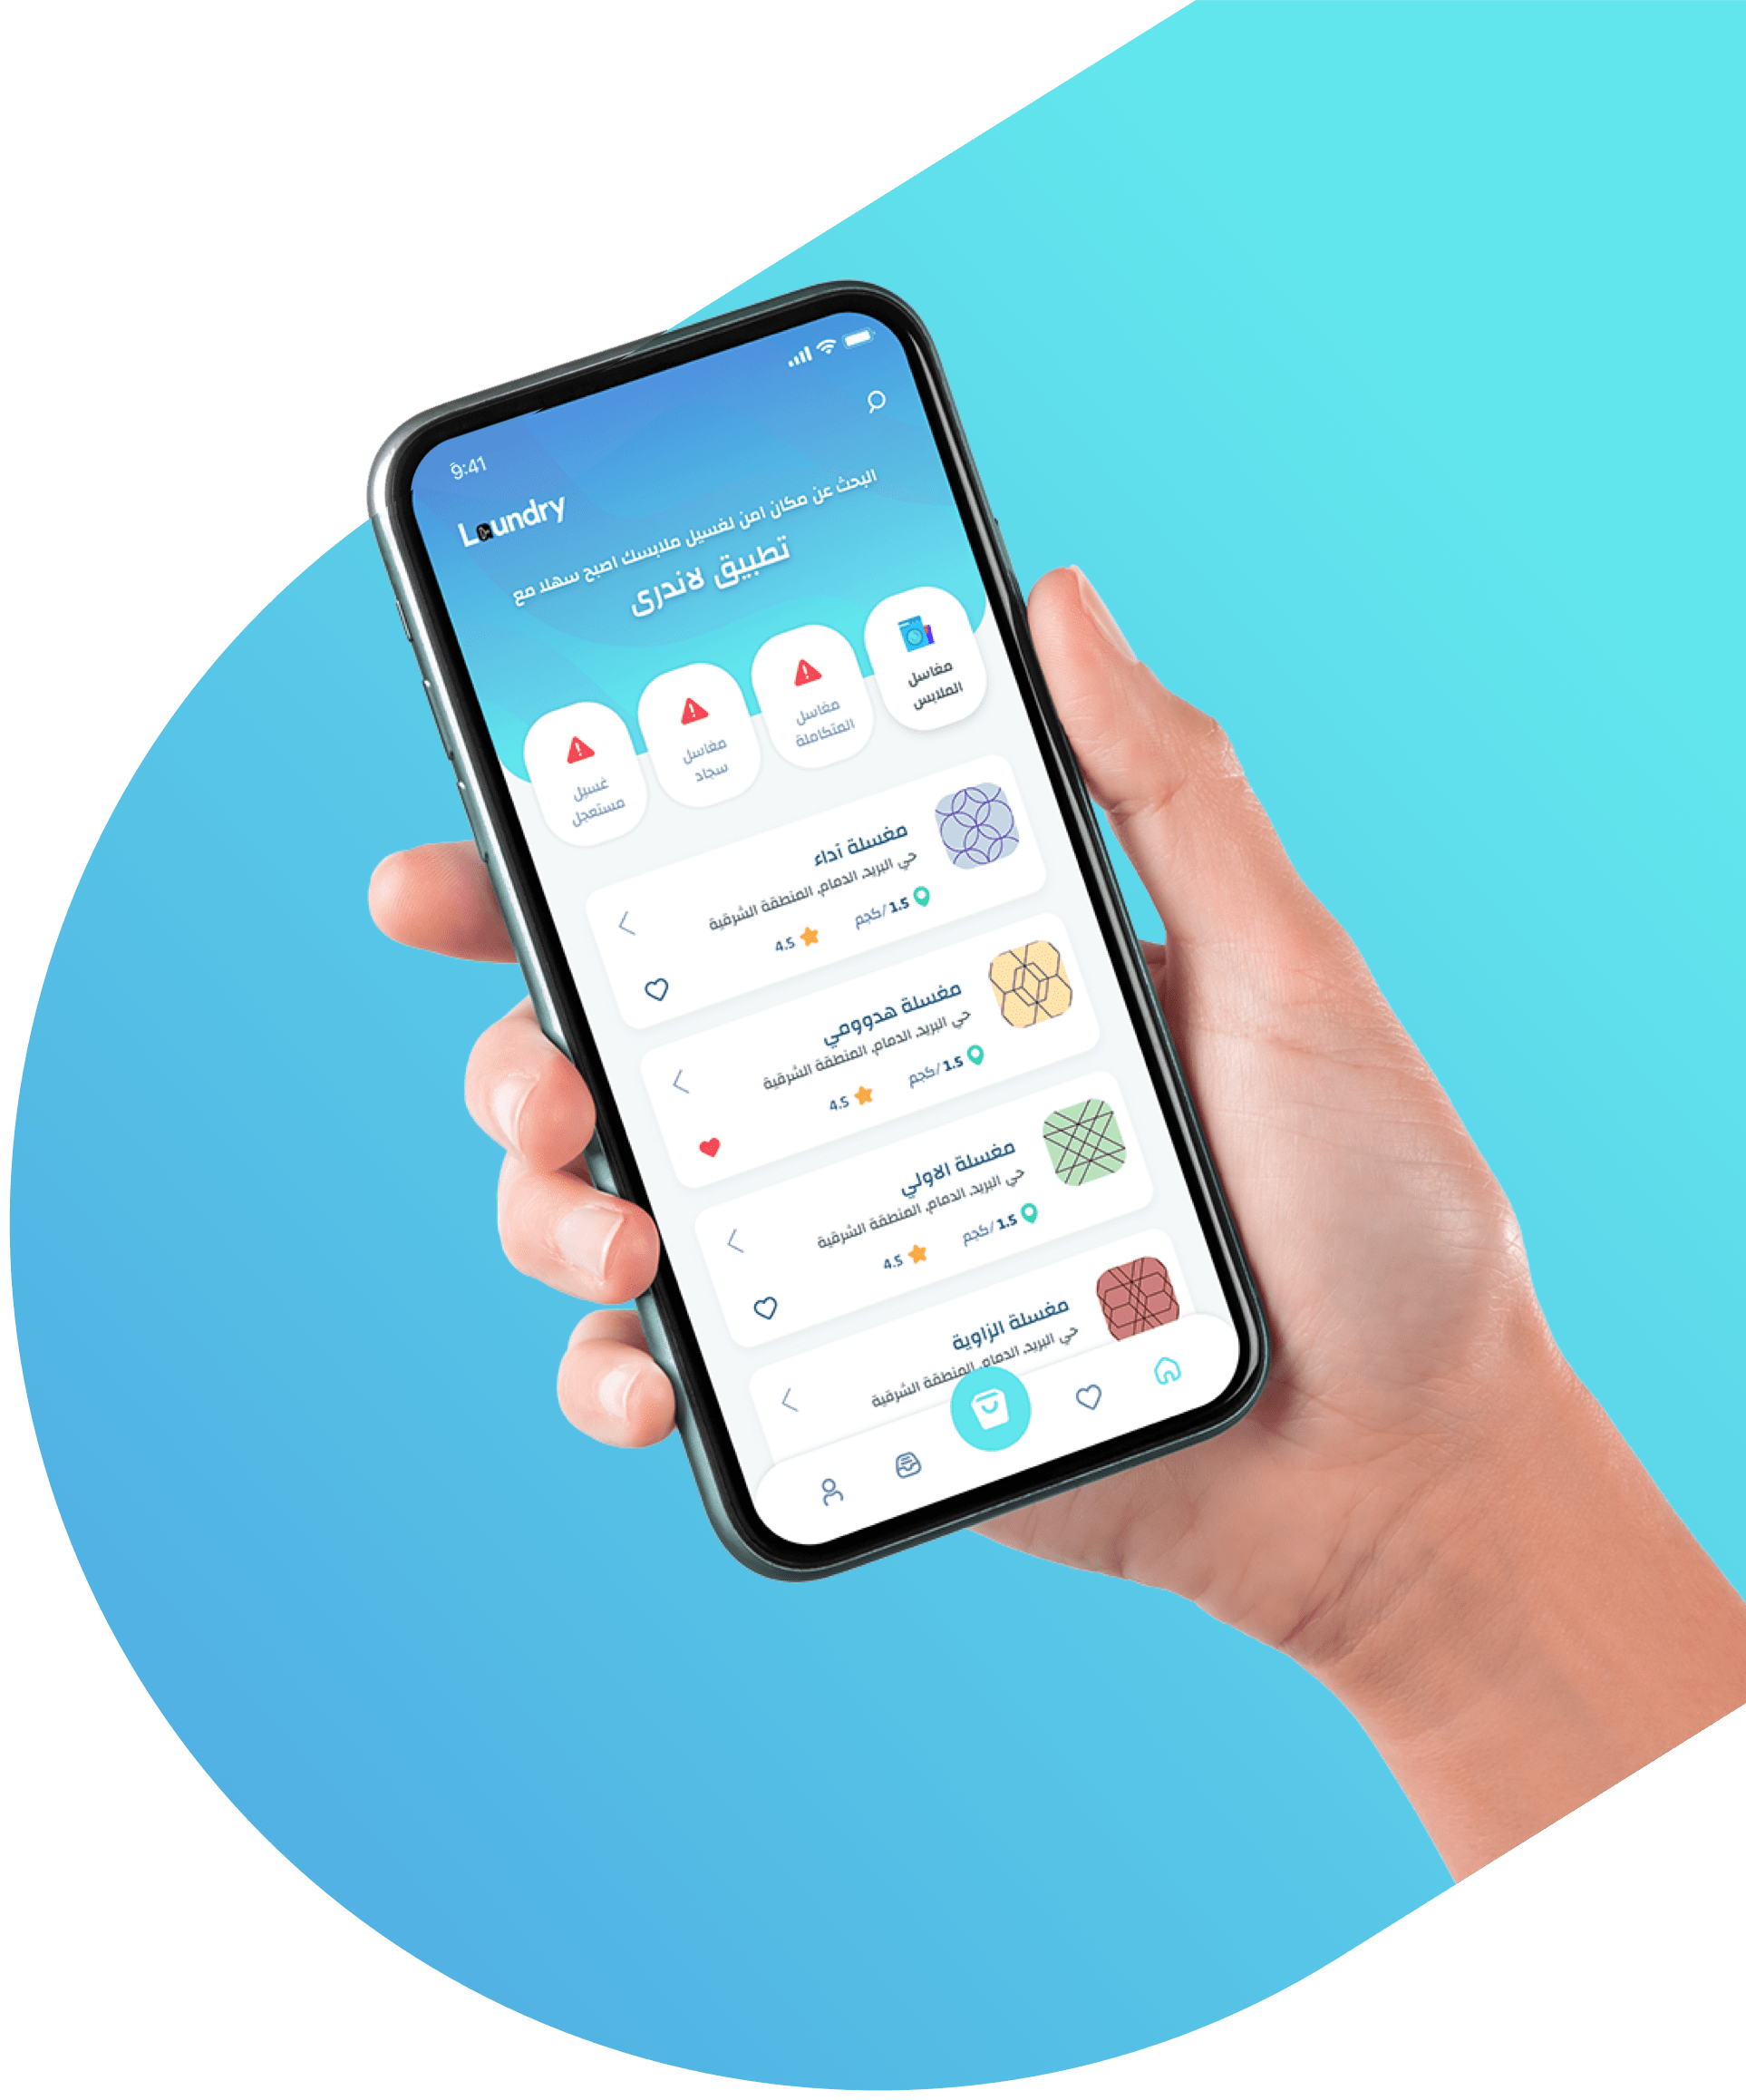 9:41
Laundry
البحث عن مكان امن لغسيل ملابسك اصبح سهلا مع
تطبيق لاندرى
مغاسل
الملابس
مغاسل
المتكاملة
مغاسل
سجاد
غسيل
مستعجل
مغسلة آداء
حي البريد, الدمام, المنطقة الشرقية
1.5 /كجم
4.5
مغسلة هدوومي
حي البريد, الدمام, المنطقة الشرقية
1.5 /كجم
4.5
مغسلة الاولي
حي البريد, الدمام, المنطقة الشرقية
1.5 /كجم
4.5
مغسلة الزاوية
حي البريد, الدمام, المنطقة الشرقية